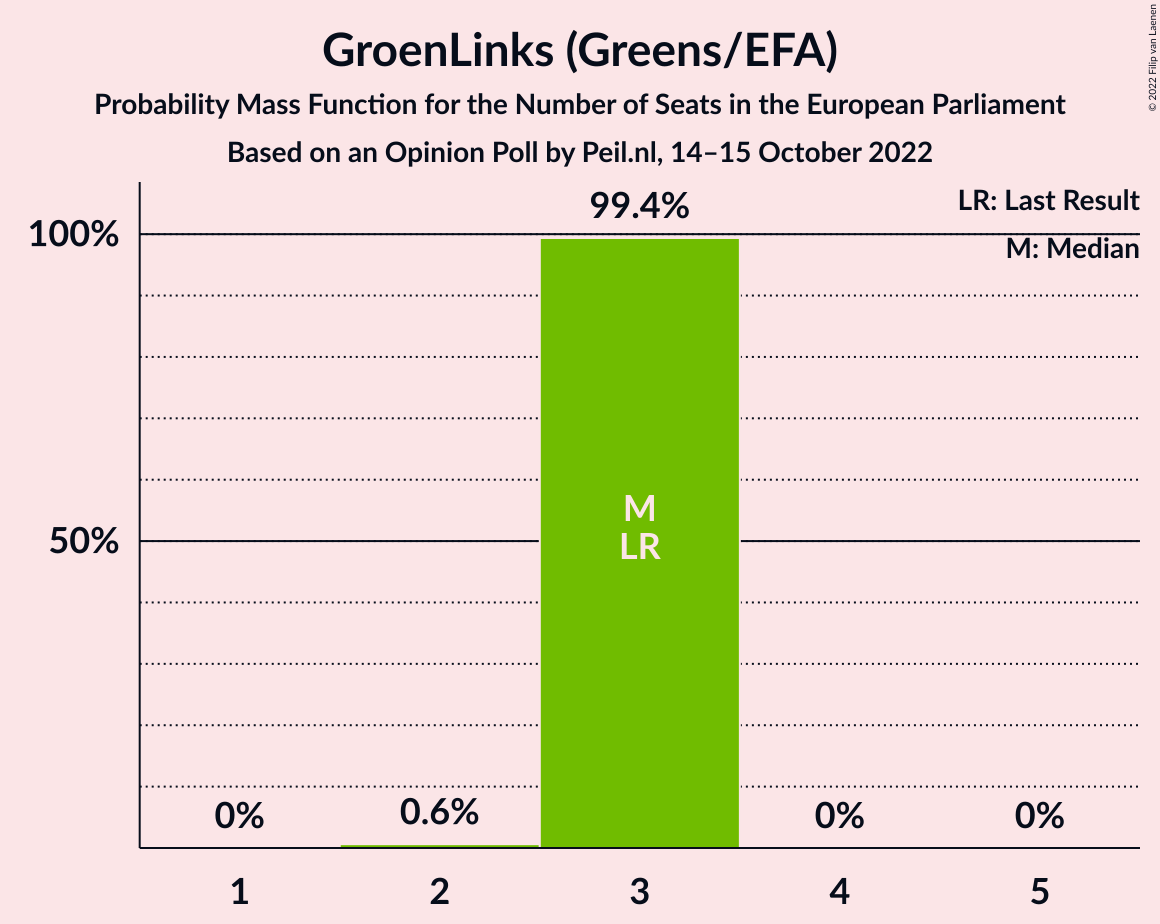 GroenLinks (Greens/EFA)
Probability Mass Function for the Number of Seats in the European Parliament
Based on an Opinion Poll by Peil.nl, 14–15 October 2022
© 2022 Filip van Laenen
LR: Last Result
M: Median
99.4%
100%
M
LR
50%
0%
0.6%
0%
0%
1
2
3
4
5